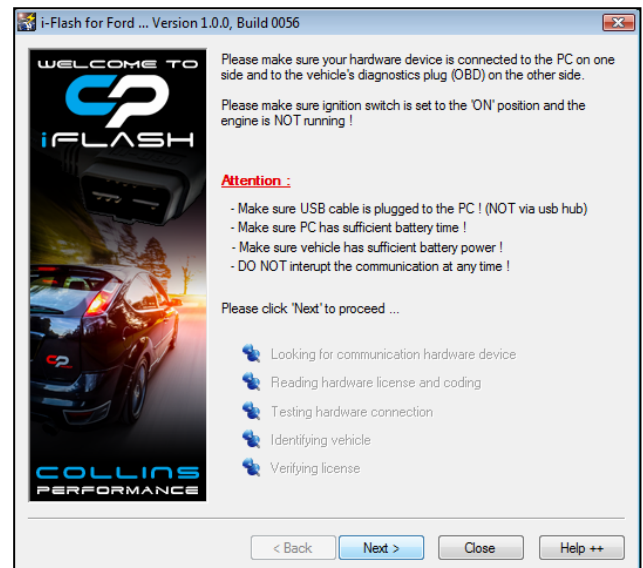 i-Flash for Ford ... Version 1.0.0, Build 0056
WELCOME TO
CP
iFLASH
Please make sure your hardware device is connected to the PC on one
side and to the vehicle's diagnostics plug (OBD) on the other side.
Please make sure ignition switch is set to the 'ON' position and the
engine is NOT running !
Attention :
- Make sure USB cable is plugged to the PC ! (NOT via usb hub)
- Make sure PC has sufficient battery time !
- Make sure vehicle has sufficient battery power !
- DO NOT interupt the communication at any time !
Please click 'Next' to proceed ...
Looking for communication hardware device
Reading hardware license and coding
Testing hardware connection
Identifying vehicle
Verifying license
CP
COLLINS
PERFORMANCE
< Back
Next >
Close
Help ++